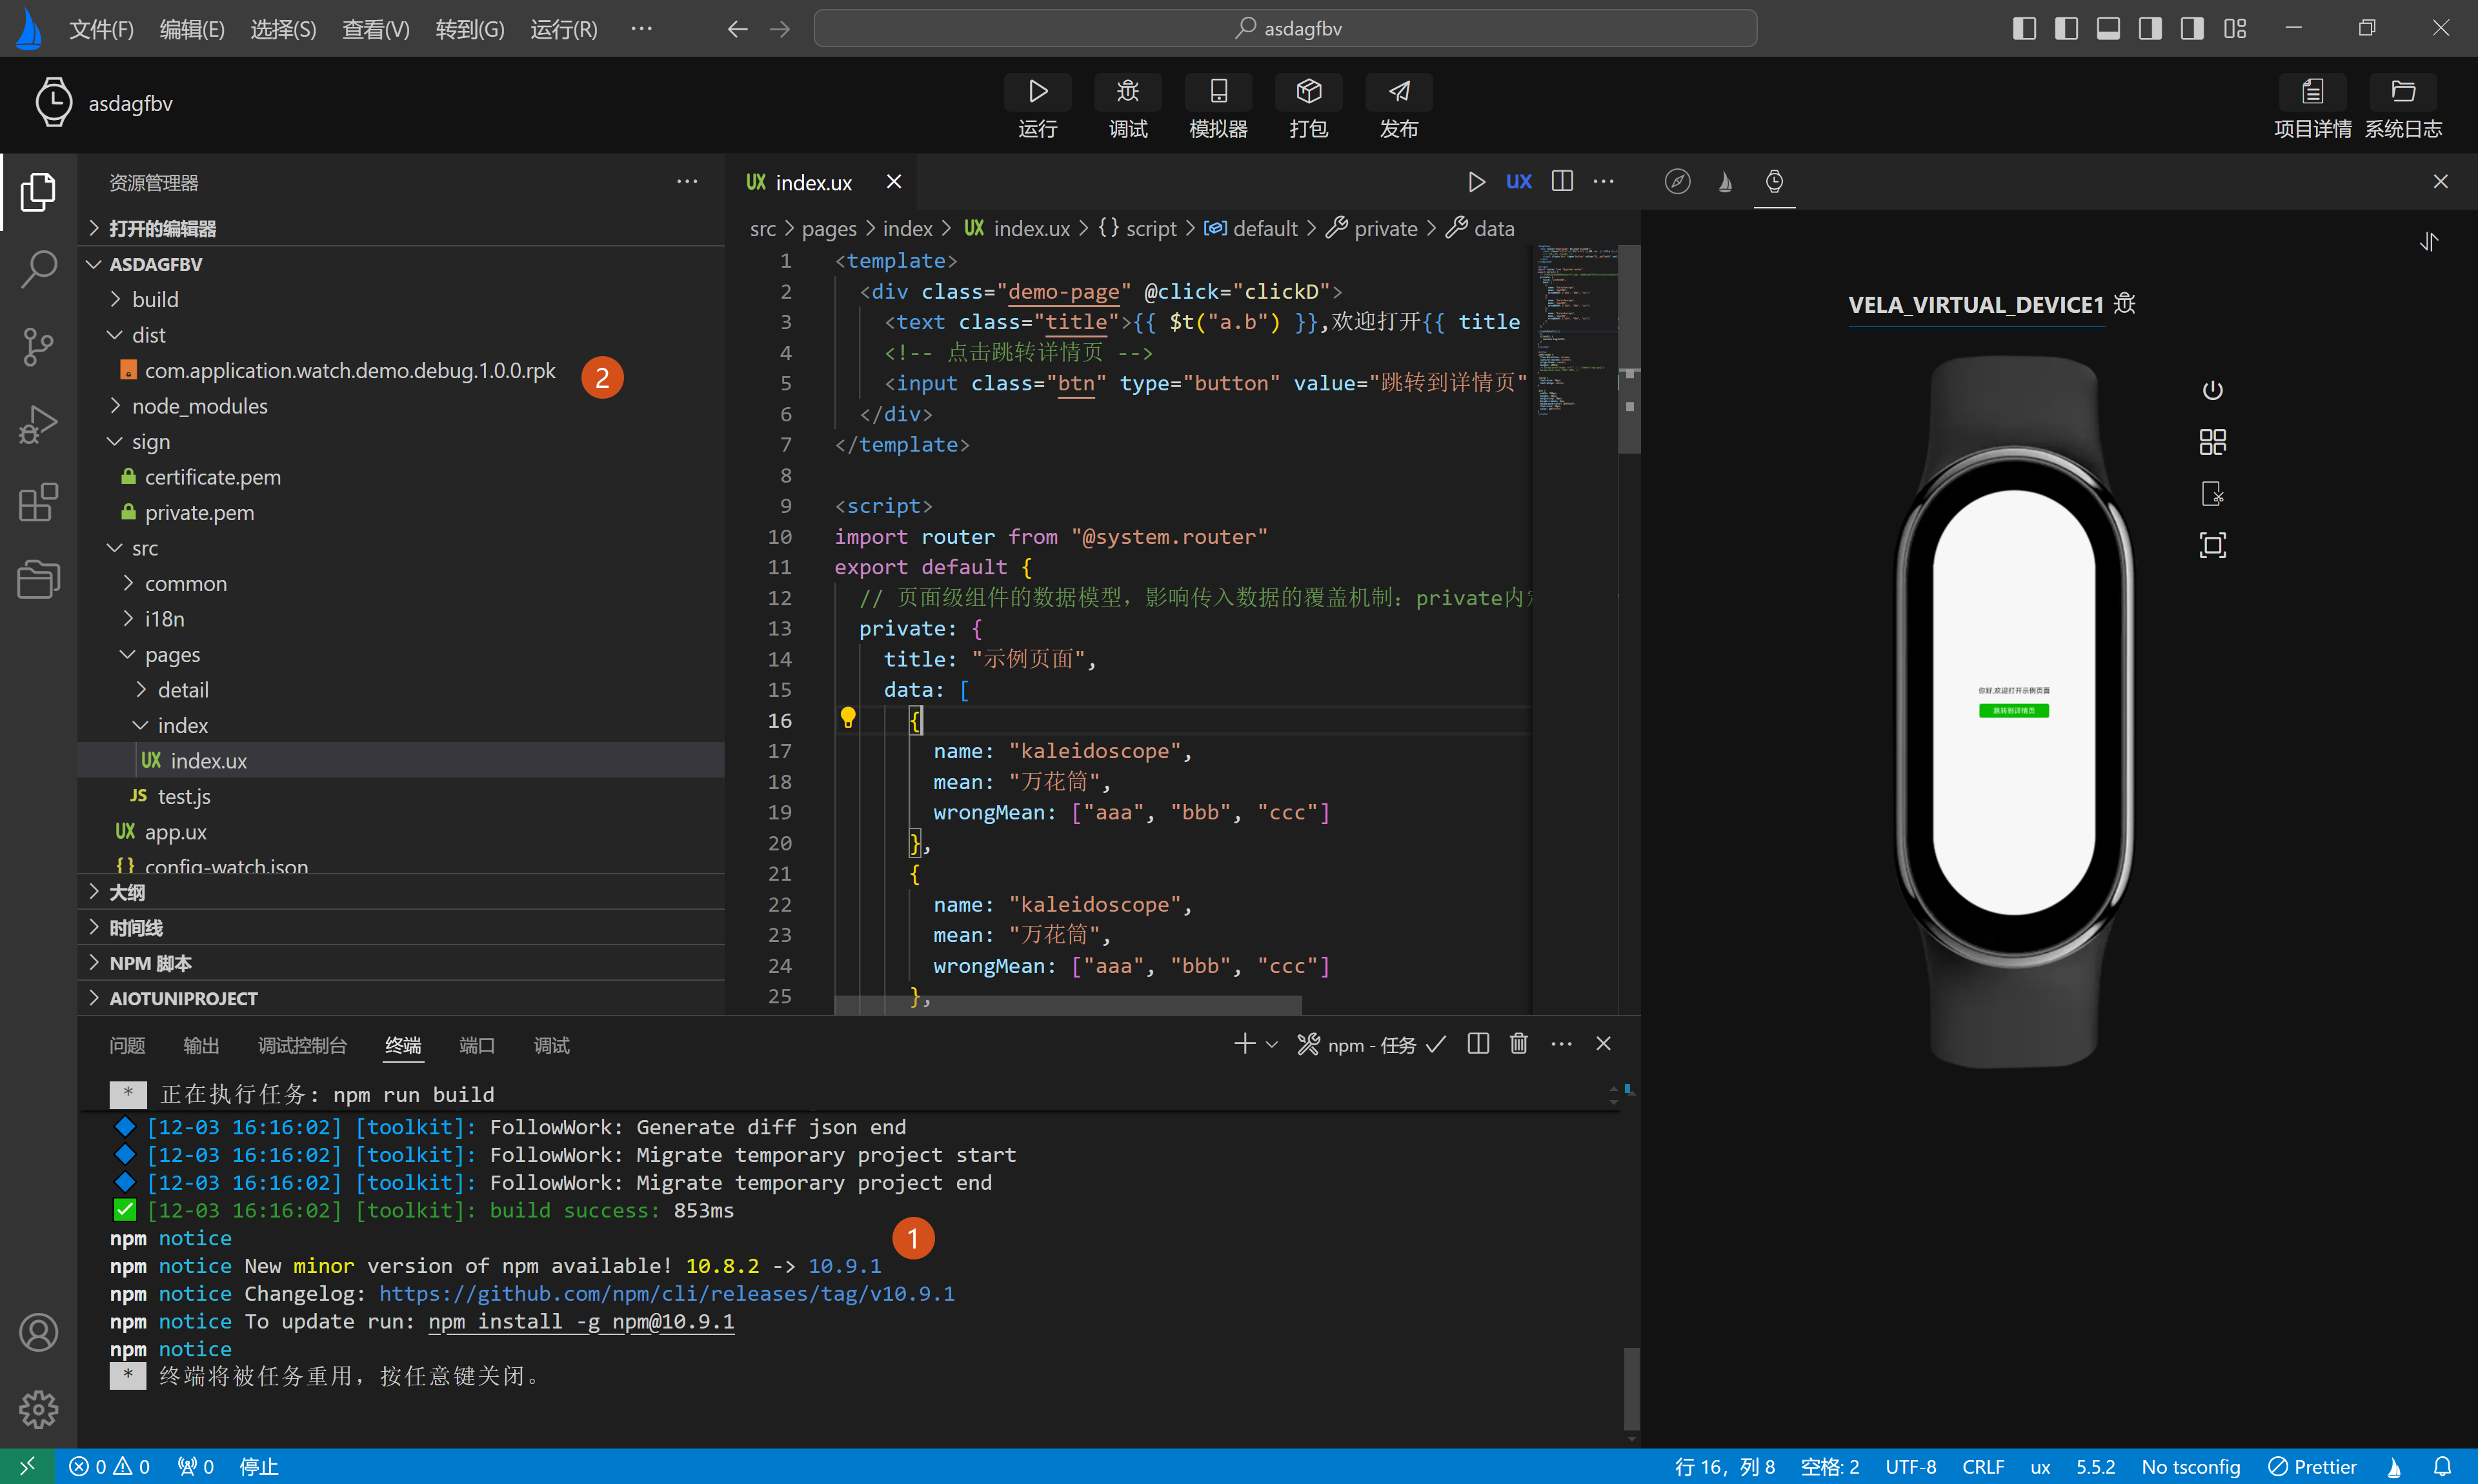 文件(F) 编辑(E) 选择(S) 查看(V) 转到(G) 运行(R) ··· asdagfbv
asdagfbv
运行 调试 模拟器 打包 发布 项目详情 系统日志
资源管理器
打开的编辑器
ASDAGFBV
build
dist
com.application.watch.demo.debug.1.0.0.rpk 2
node_modules
sign
certificate.pem
private.pem
src
common
i18n
pages
detail
index
UX index.ux
JS test.js
UX app.ux
{} config-watch.json
大纲
时间线
NPM 脚本
AIOTUNIPROJECT
UX index.ux UX
src > pages > index > UX index.ux > {} script > default > private > data
1 <template>
2 <div class="demo-page" @click="clickD">
3 <text class="title">{{ $t("a.b") }},欢迎打开{{ title
4 <!-- 点击跳转详情页 -->
5 <input class="btn" type="button" value="跳转到详情页"
6 </div>
7 </template>
8
9 <script>
10 import router from "@system.router"
11 export default {
12 // 页面级组件的数据模型，影响传入数据的覆盖机制：private内
13 private: {
14 title: "示例页面",
15 data: [
16 {
17 name: "kaleidoscope",
18 mean: "万花筒",
19 wrongMean: ["aaa", "bbb", "ccc"]
20 },
21 {
22 name: "kaleidoscope",
23 mean: "万花筒",
24 wrongMean: ["aaa", "bbb", "ccc"]
25 },
VELA_VIRTUAL_DEVICE1
你好,欢迎打开示例页面
跳转到详情页
问题 输出 调试控制台 终端 端口 调试 npm - 任务
* 正在执行任务: npm run build
[12-03 16:16:02] [toolkit]: FollowWork: Generate diff json end
[12-03 16:16:02] [toolkit]: FollowWork: Migrate temporary project start
[12-03 16:16:02] [toolkit]: FollowWork: Migrate temporary project end
[12-03 16:16:02] [toolkit]: build success: 853ms
npm notice 1
npm notice New minor version of npm available! 10.8.2 -> 10.9.1
npm notice Changelog: https://github.com/npm/cli/releases/tag/v10.9.1
npm notice To update run: npm install -g npm@10.9.1
npm notice
* 终端将被任务重用，按任意键关闭。
0 0 0 停止 行 16，列 8 空格: 2 UTF-8 CRLF ux 5.5.2 No tsconfig Prettier